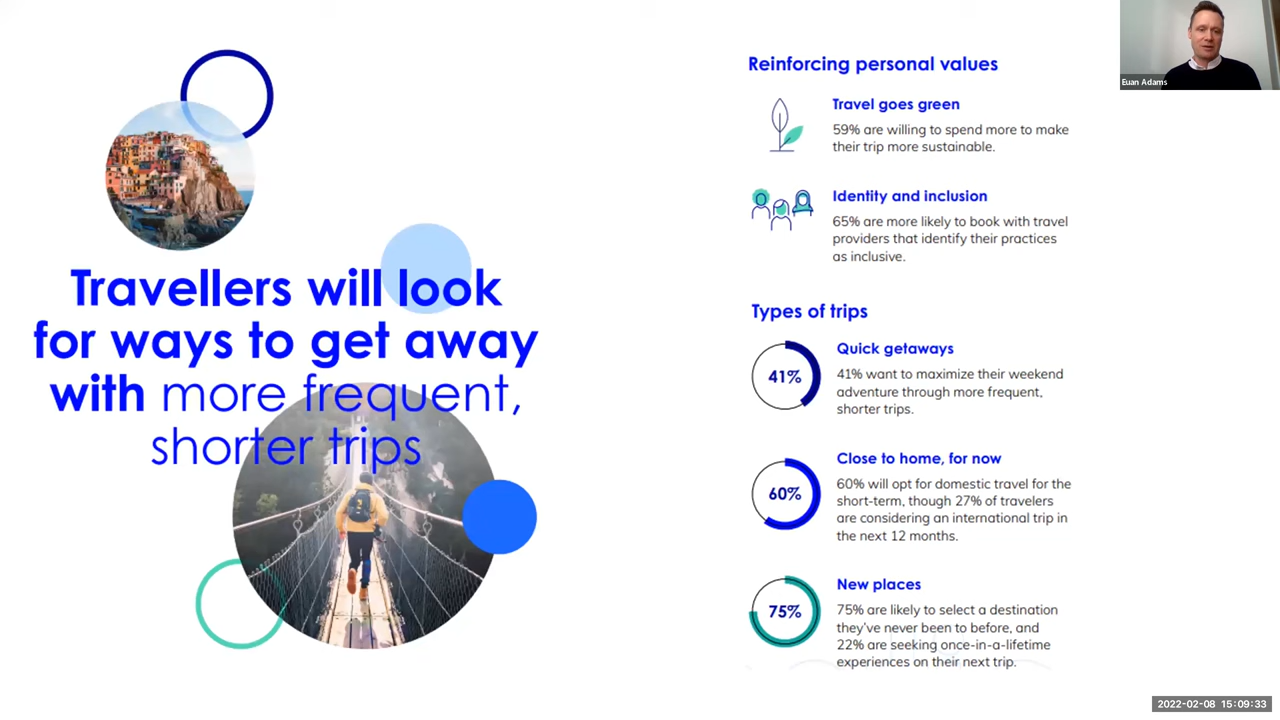 Travellers will look
for ways to get away
with more frequent,
shorter trips
Reinforcing personal values
Travel goes green
59% are willing to spend more to make
their trip more sustainable.
Identity and inclusion
65% are more likely to book with travel
providers that identify their practices
as inclusive.
Types of trips
41%
Quick getaways
41% want to maximize their weekend
adventure through more frequent,
shorter trips.
60%
Close to home, for now
60% will opt for domestic travel for the
short-term, though 27% of travelers
are considering an international trip in
the next 12 months.
75%
New places
75% are likely to select a destination
they've never been to before, and
22% are seeking once-in-a-lifetime
experiences on their next trip.
Euan Adams
2022-02-08 15:09:33